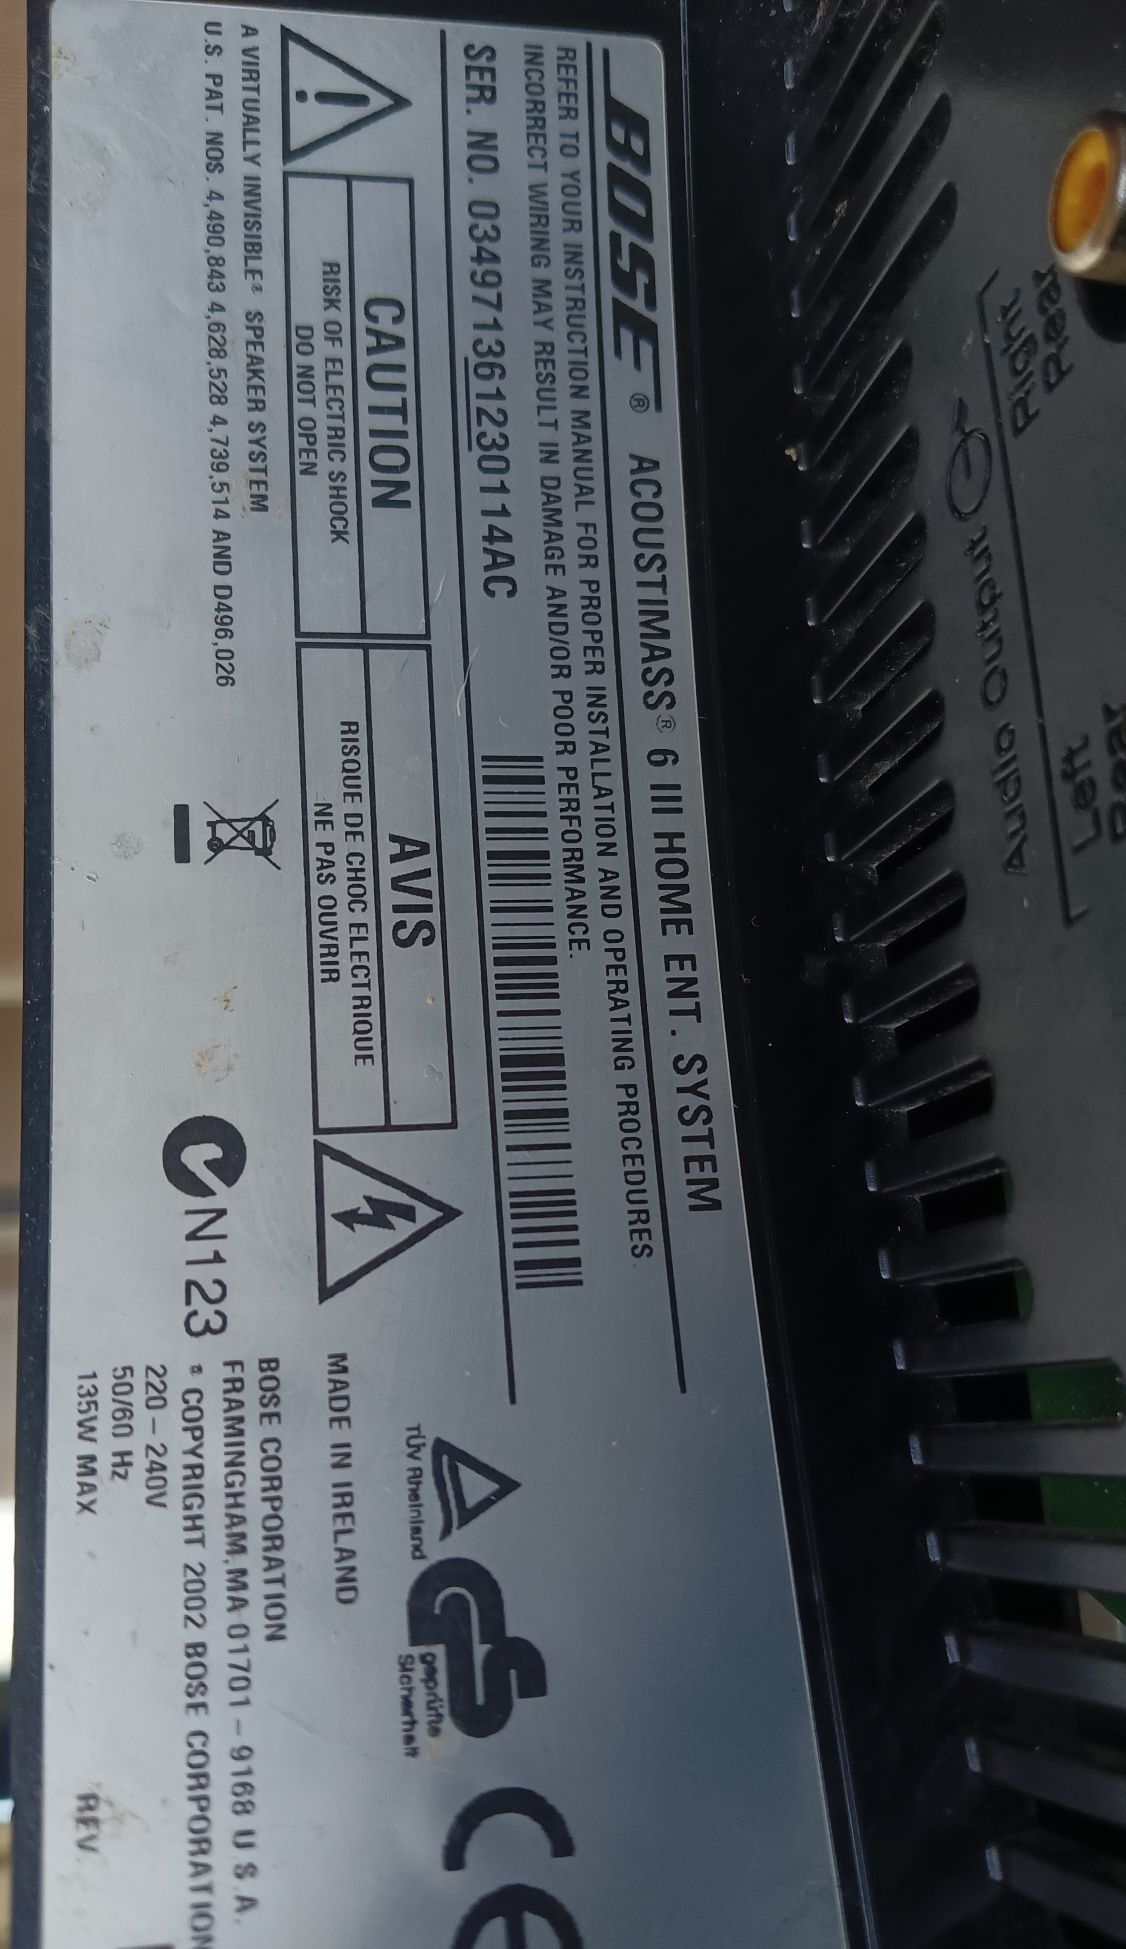 BOSE® ACOUSTIMASS® 6 III HOME ENT. SYSTEM
REFER TO YOUR INSTRUCTION MANUAL FOR PROPER INSTALLATION AND OPERATING PROCEDURES.
INCORRECT WIRING MAY RESULT IN DAMAGE AND/OR POOR PERFORMANCE.
SER. NO. 034971361230114AC
CAUTION
RISK OF ELECTRIC SHOCK
DO NOT OPEN
AVIS
RISQUE DE CHOC ELECTRIQUE
NE PAS OUVRIR
A VIRTUALLY INVISIBLE® SPEAKER SYSTEM
U.S. PAT. NOS. 4,490,843 4,628,528 4,739,514 AND D496,026
N123
TÜV Rheinland
GS
geprüfte
Sicherheit
CE
MADE IN IRELAND
BOSE CORPORATION
FRAMINGHAM,MA 01701-9168 U.S.A.
© COPYRIGHT 2002 BOSE CORPORATION
220-240V
50/60 Hz
135W MAX
REV
Audio Output
Right
Rear
Left